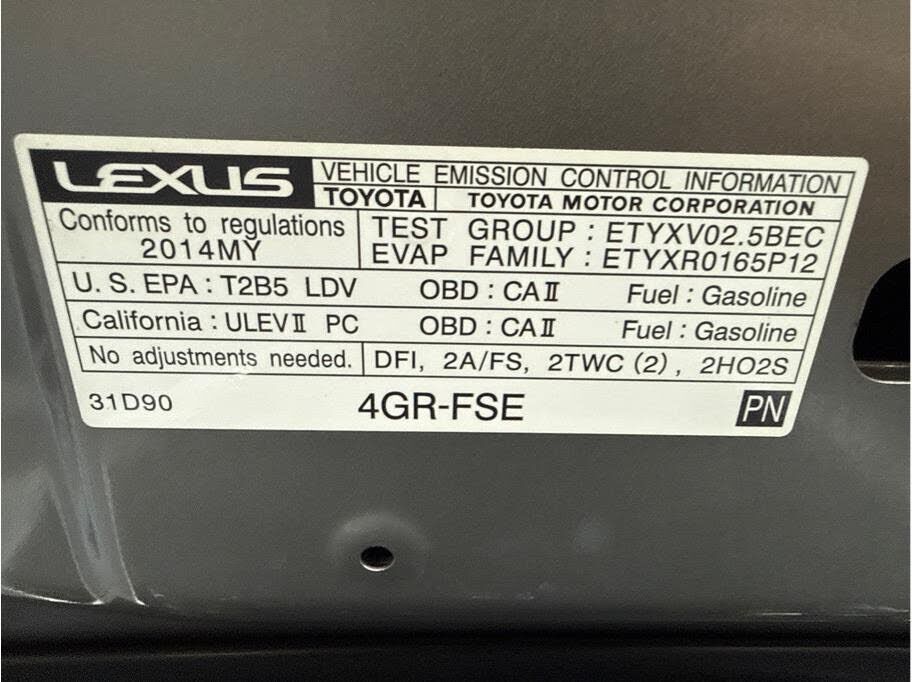 LEXUS VEHICLE EMISSION CONTROL INFORMATION
TOYOTA TOYOTA MOTOR CORPORATION
Conforms to regulations
2014MY
TEST GROUP : ETYXV02.5BEC
EVAP FAMILY : ETYXR0165P12
U. S. EPA : T2B5 LDV OBD : CAⅡ Fuel : Gasoline
California : ULEVⅡ PC OBD : CAⅡ Fuel : Gasoline
No adjustments needed. DFI, 2A/FS, 2TWC (2) , 2HO2S
31D90 4GR-FSE PN